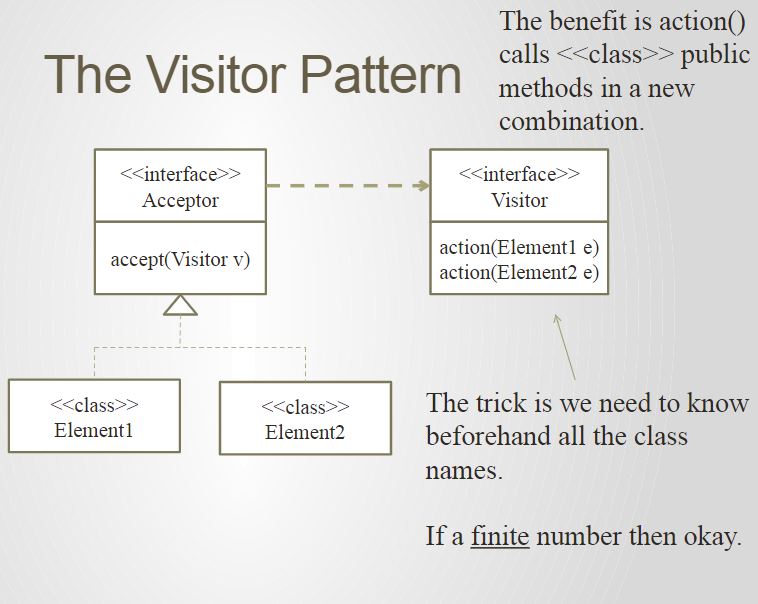 The Visitor Pattern
The benefit is action()
calls <<class>> public
methods in a new
combination.
<<interface>>
Acceptor
accept(Visitor v)
<<interface>>
Visitor
action(Element1 e)
action(Element2 e)
<<class>>
Element1
<<class>>
Element2
The trick is we need to know
beforehand all the class
names.
If a finite number then okay.